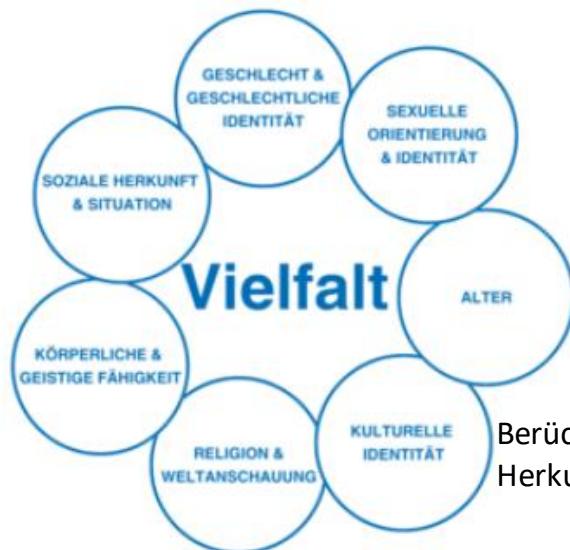 GESCHLECHT &
GESCHLECHTLICHE
IDENTITÄT
SEXUELLE
ORIENTIERUNG
& IDENTITÄT
SOZIALE HERKUNFT
& SITUATION
Vielfalt
ALTER
KÖRPERLICHE &
GEISTIGE FÄHIGKEIT
KULTURELLE
IDENTITÄT
RELIGION &
WELTANSCHAUUNG